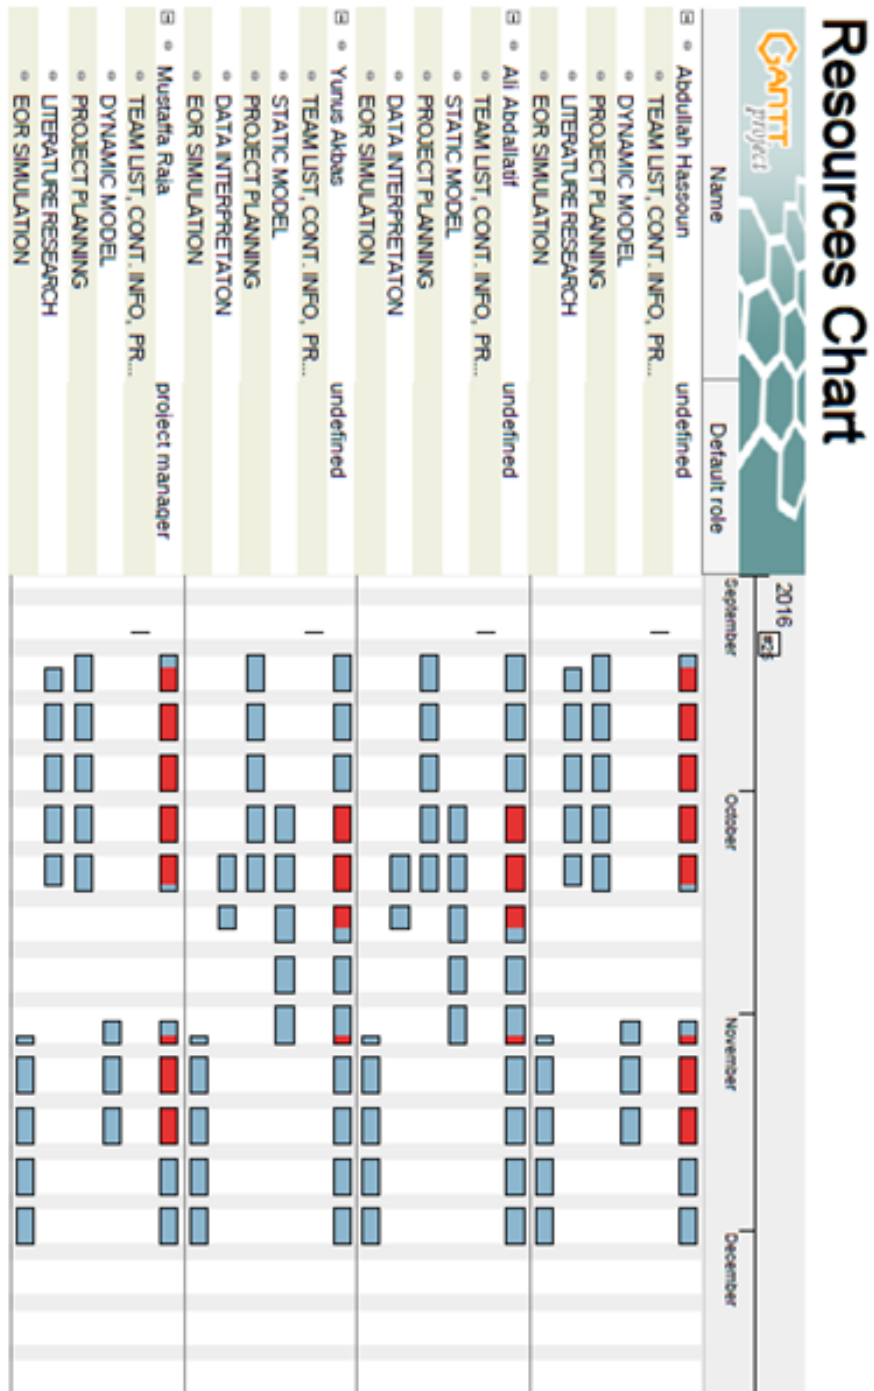 Resources Chart
GANTT
project
2016
#25
Name
Default role
September
October
November
December
Abdullah Hassoun
undefined
TEAM LIST, CONT. INFO, PR...
DYNAMIC MODEL
PROJECT PLANNING
LITERATURE RESEARCH
EOR SIMULATION
Ali Abdallatif
undefined
TEAM LIST, CONT. INFO, PR...
STATIC MODEL
PROJECT PLANNING
DATA INTERPRETATON
EOR SIMULATION
Yunus Akbas
undefined
TEAM LIST, CONT. INFO, PR...
STATIC MODEL
PROJECT PLANNING
DATA INTERPRETATON
EOR SIMULATION
Mustaffa Raja
project manager
TEAM LIST, CONT. INFO, PR...
DYNAMIC MODEL
PROJECT PLANNING
LITERATURE RESEARCH
EOR SIMULATION